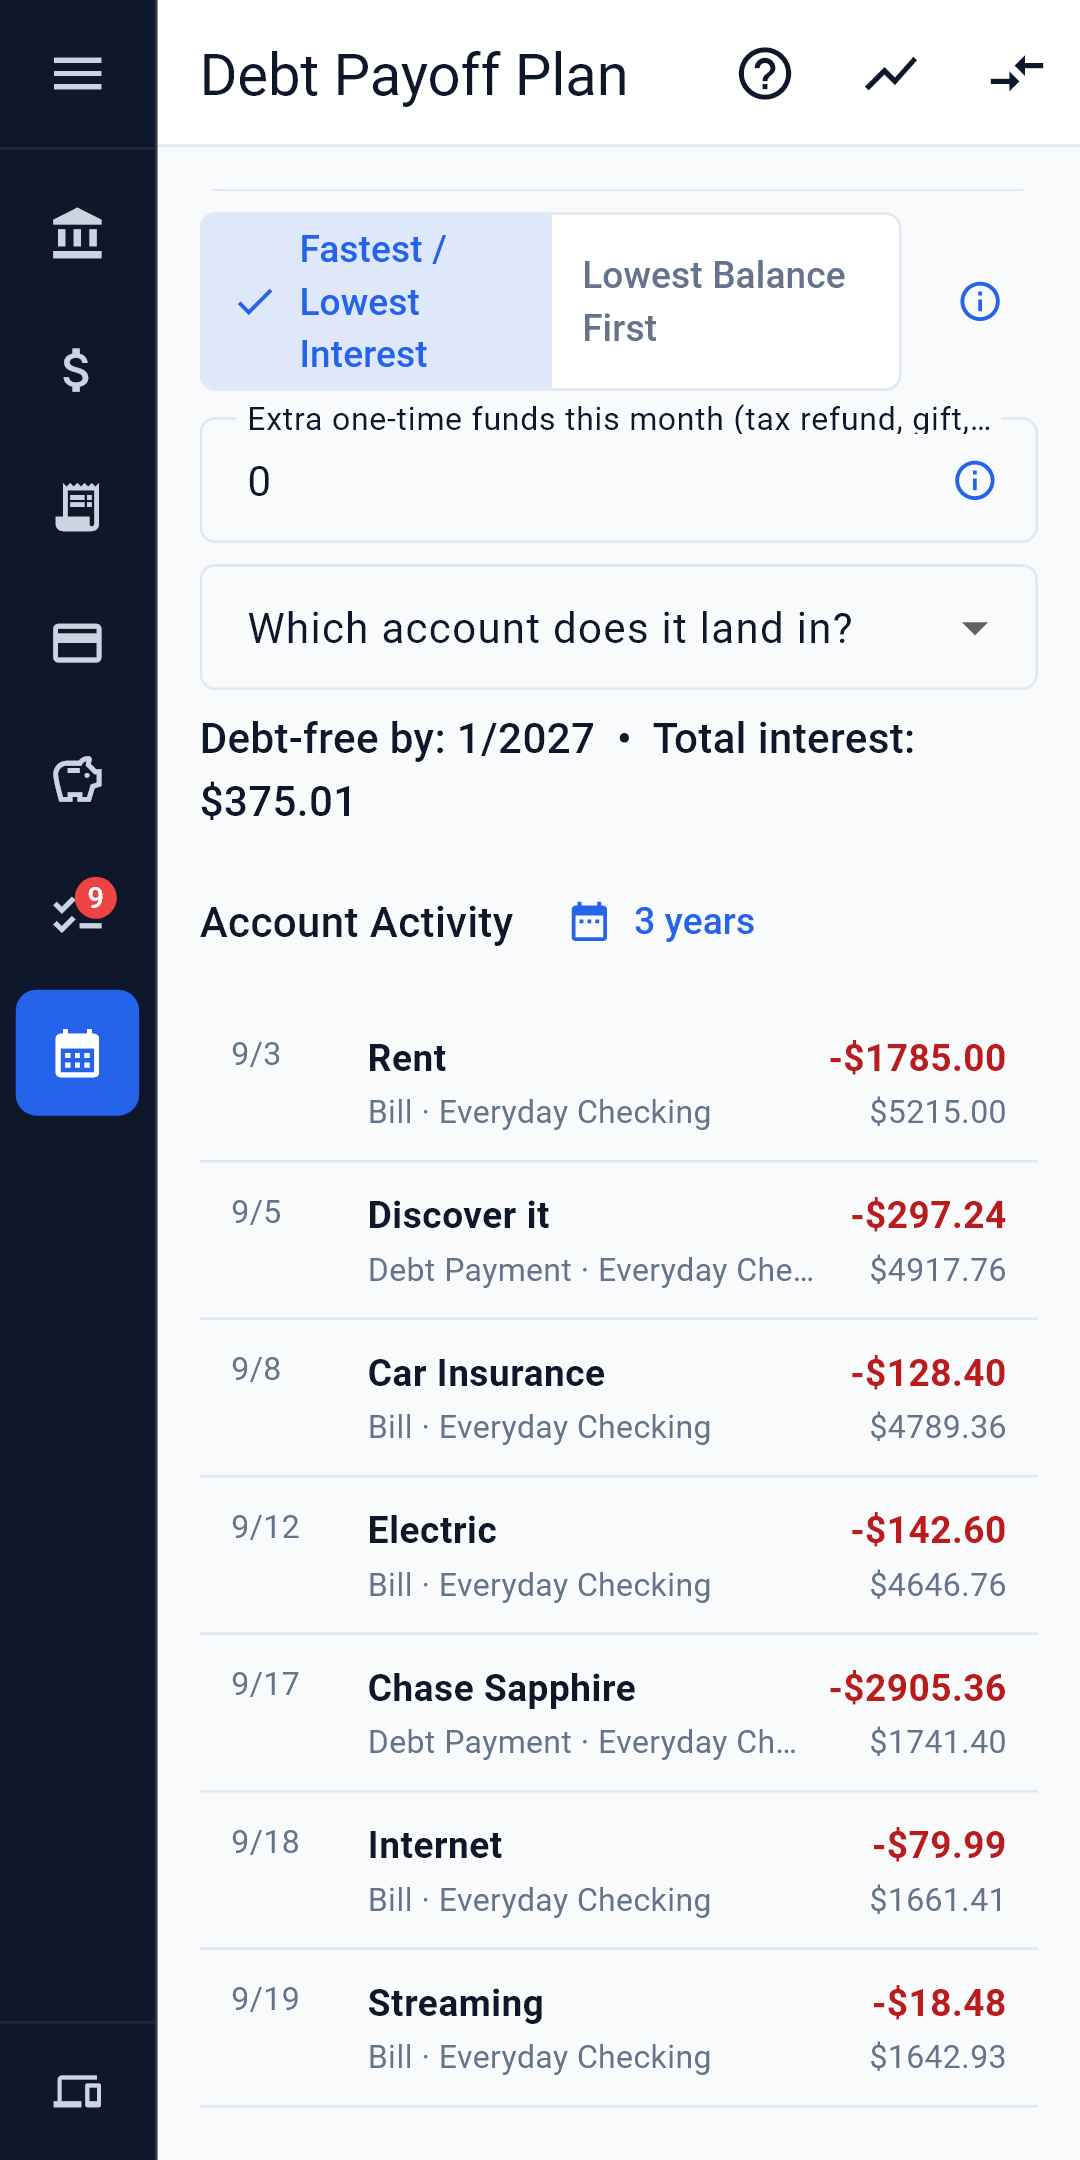 Debt Payoff Plan
Fastest /
Lowest
Interest
Lowest Balance
First
Extra one-time funds this month (tax refund, gift,...
0
Which account does it land in?
Debt-free by: 1/2027 • Total interest:
$375.01
9
Account Activity
3 years
9/3
Rent
-$1785.00
Bill · Everyday Checking
$5215.00
9/5
Discover it
-$297.24
Debt Payment · Everyday Che...
$4917.76
9/8
Car Insurance
-$128.40
Bill · Everyday Checking
$4789.36
9/12
Electric
-$142.60
Bill · Everyday Checking
$4646.76
9/17
Chase Sapphire
-$2905.36
Debt Payment · Everyday Ch...
$1741.40
9/18
Internet
-$79.99
Bill · Everyday Checking
$1661.41
9/19
Streaming
-$18.48
Bill · Everyday Checking
$1642.93